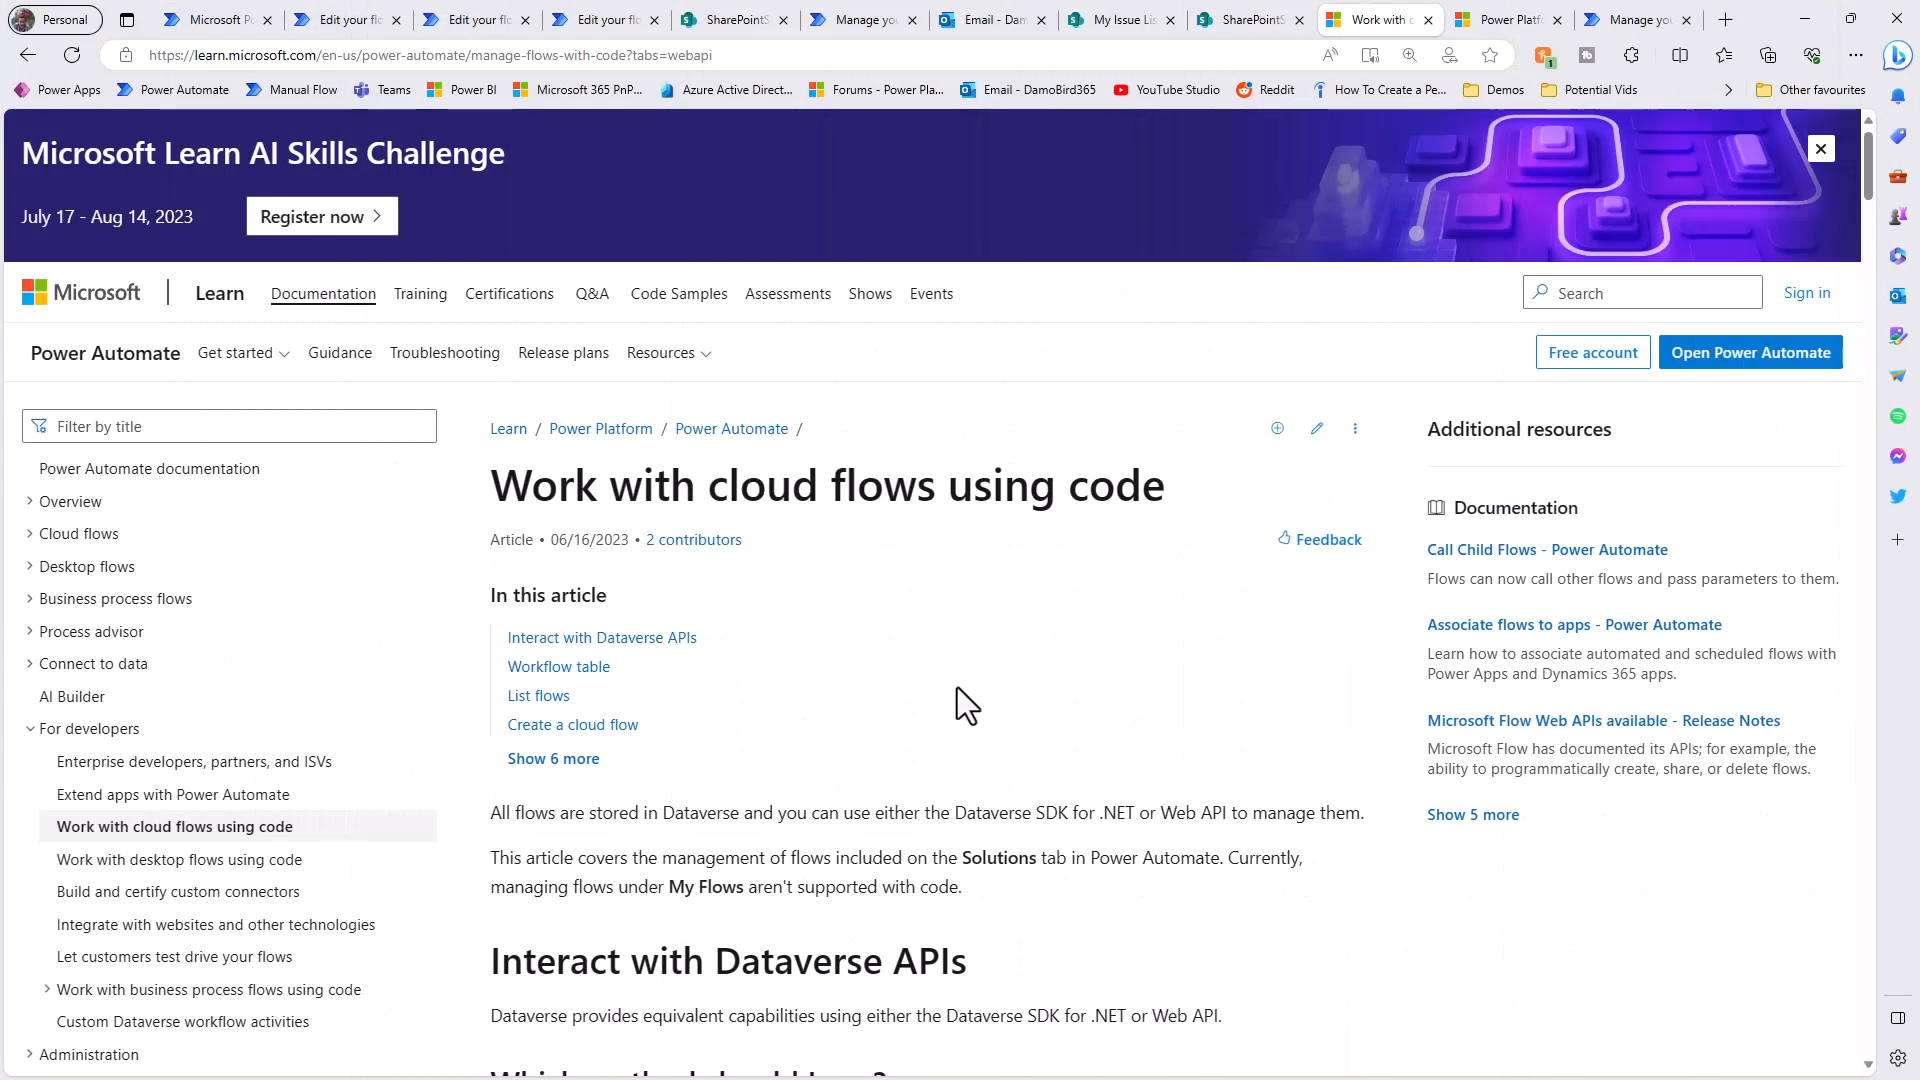 Personal
Microsoft Po
Edit your flo
Edit your flo
Edit your flo
SharePointS
Manage you
Email - Dam
My Issue Lis
SharePointS
Work with c
Power Platfo
Manage you
https://learn.microsoft.com/en-us/power-automate/manage-flows-with-code?tabs=webapi
1
Power Apps
Power Automate
Manual Flow
Teams
Power BI
Microsoft 365 PnP...
Azure Active Direct...
Forums - Power Pla...
Email - DamoBird365
YouTube Studio
Reddit
How To Create a Pe...
Demos
Potential Vids
Other favourites
Microsoft Learn AI Skills Challenge
July 17 - Aug 14, 2023
Register now
Microsoft
Learn
Documentation
Training
Certifications
Q&A
Code Samples
Assessments
Shows
Events
Search
Sign in
Power Automate
Get started
Guidance
Troubleshooting
Release plans
Resources
Free account
Open Power Automate
Filter by title
Power Automate documentation
Overview
Cloud flows
Desktop flows
Business process flows
Process advisor
Connect to data
AI Builder
For developers
Enterprise developers, partners, and ISVs
Extend apps with Power Automate
Work with cloud flows using code
Work with desktop flows using code
Build and certify custom connectors
Integrate with websites and other technologies
Let customers test drive your flows
Work with business process flows using code
Custom Dataverse workflow activities
Administration
Learn / Power Platform / Power Automate /
Work with cloud flows using code
Article • 06/16/2023 • 2 contributors
Feedback
In this article
Interact with Dataverse APIs
Workflow table
List flows
Create a cloud flow
Show 6 more
All flows are stored in Dataverse and you can use either the Dataverse SDK for .NET or Web API to manage them.
This article covers the management of flows included on the Solutions tab in Power Automate. Currently,
managing flows under My Flows aren't supported with code.
Interact with Dataverse APIs
Dataverse provides equivalent capabilities using either the Dataverse SDK for .NET or Web API.
Additional resources
Documentation
Call Child Flows - Power Automate
Flows can now call other flows and pass parameters to them.
Associate flows to apps - Power Automate
Learn how to associate automated and scheduled flows with
Power Apps and Dynamics 365 apps.
Microsoft Flow Web APIs available - Release Notes
Microsoft Flow has documented its APIs; for example, the
ability to programmatically create, share, or delete flows.
Show 5 more